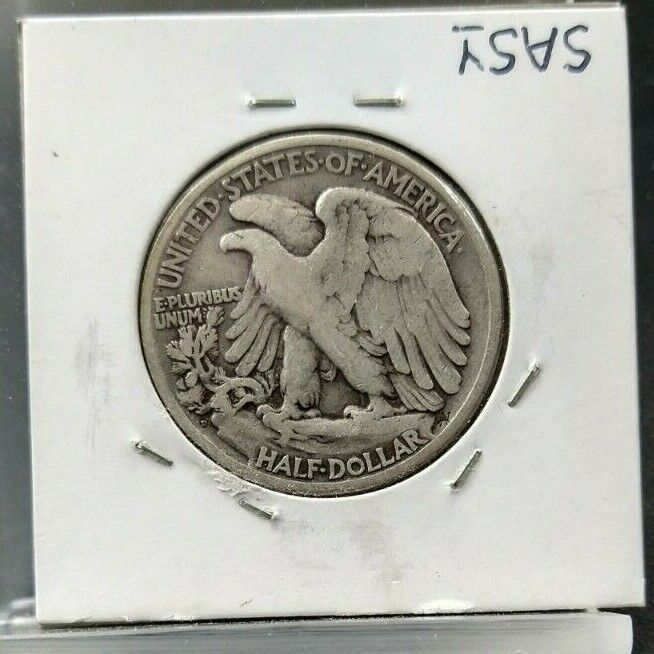 SASY
UNITED·STATES·OF·AMERICA
E·PLURIBUS
UNUM
D
HALF·DOLLAR